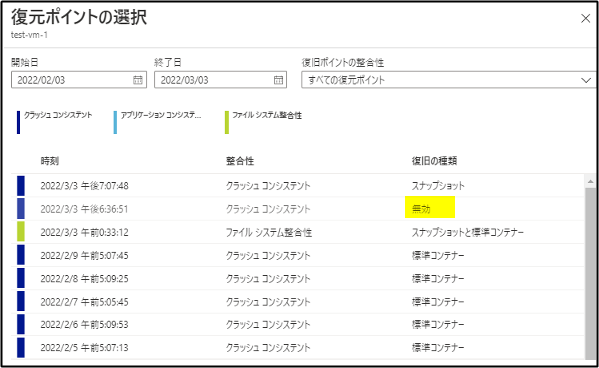 復元ポイントの選択
test-vm-1
開始日 終了日 復旧ポイントの整合性
2022/02/03 2022/03/03 すべての復元ポイント
クラッシュ コンシステント アプリケーション コンシステ... ファイル システム整合性
時刻 整合性 復旧の種類
2022/3/3 午後7:07:48 クラッシュ コンシステント スナップショット
2022/3/3 午後6:36:51 クラッシュ コンシステント 無効
2022/3/3 午前0:33:12 ファイル システム整合性 スナップショットと標準コンテナー
2022/2/9 午前5:07:45 クラッシュ コンシステント 標準コンテナー
2022/2/8 午前5:09:25 クラッシュ コンシステント 標準コンテナー
2022/2/7 午前5:05:45 クラッシュ コンシステント 標準コンテナー
2022/2/6 午前5:09:53 クラッシュ コンシステント 標準コンテナー
2022/2/5 午前5:07:13 クラッシュ コンシステント 標準コンテナー